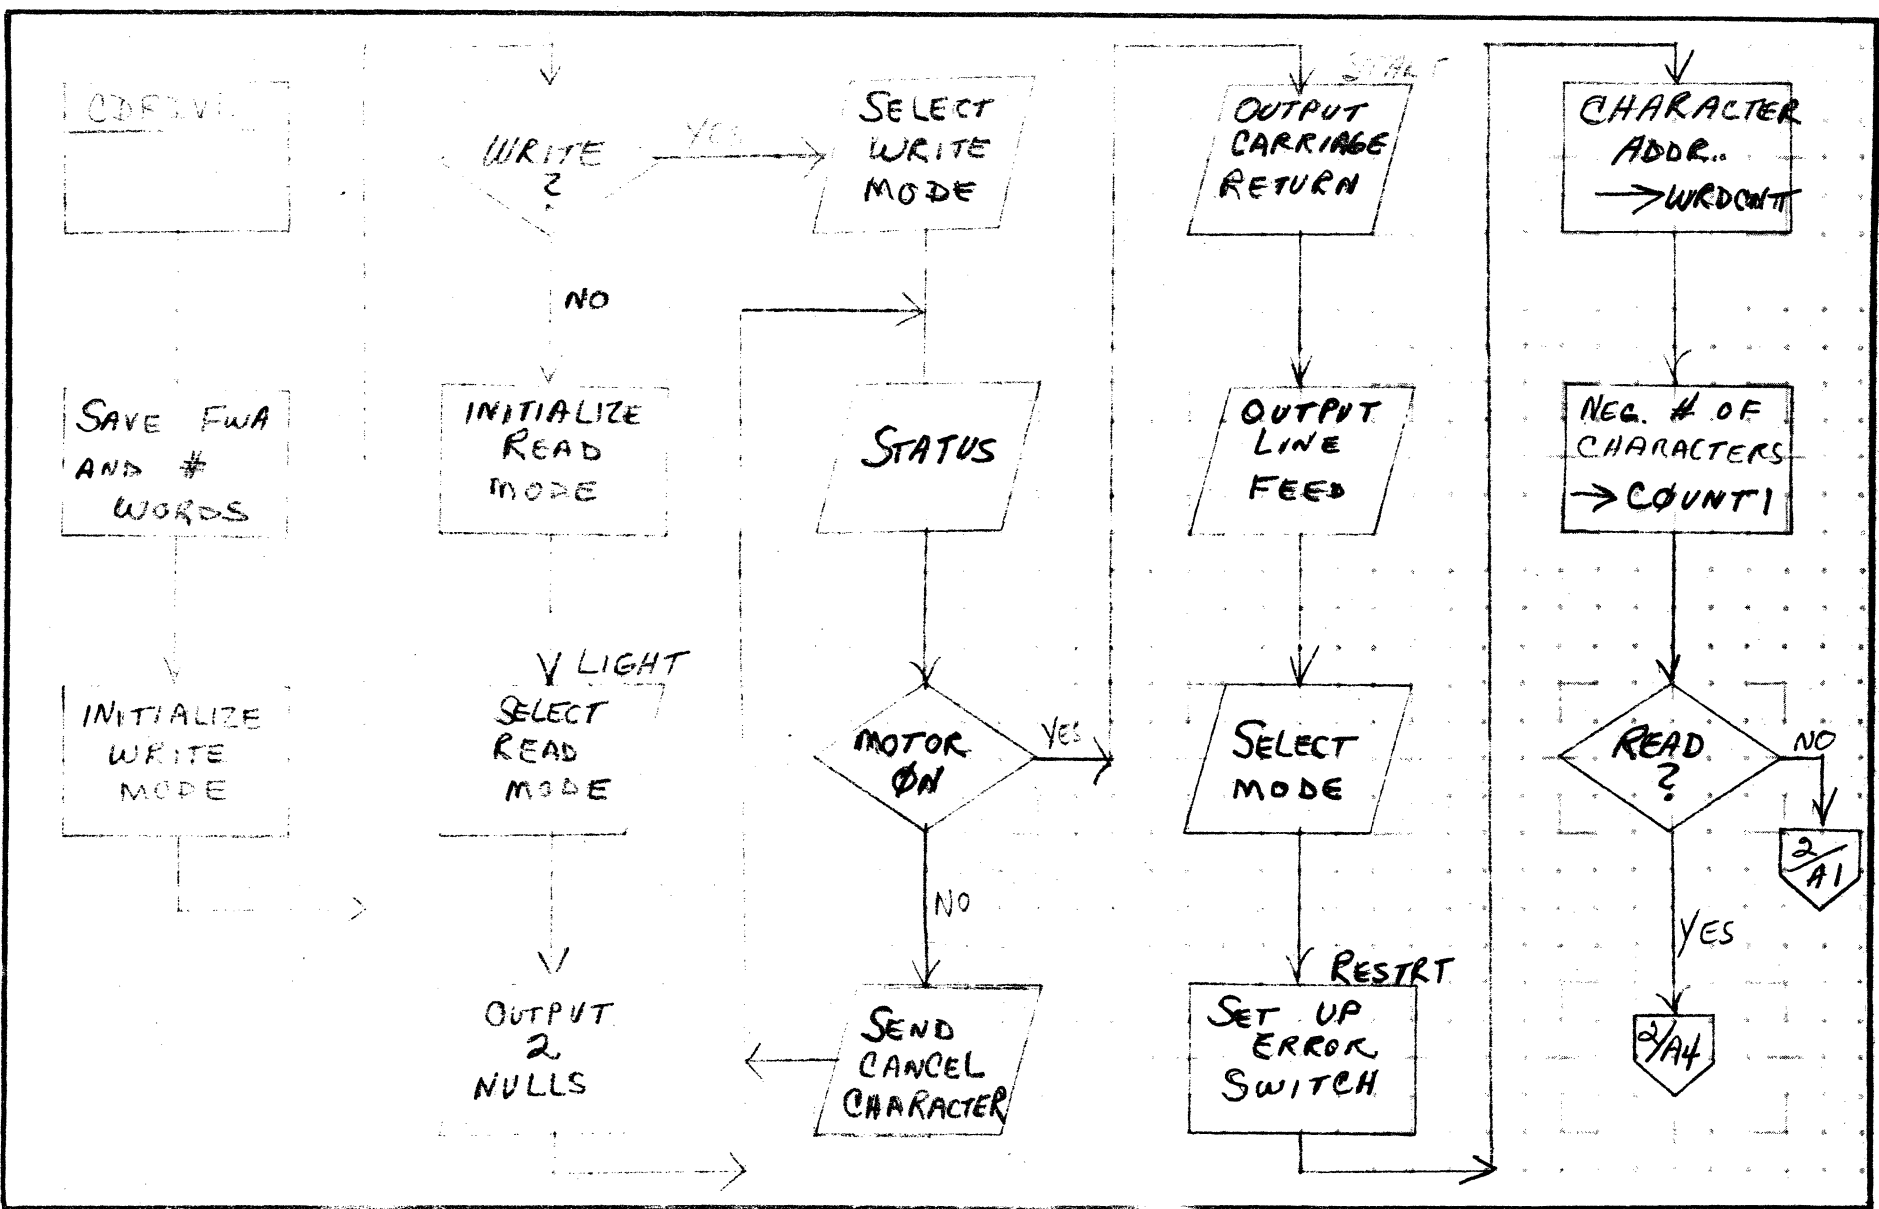 SAVE FWA
AND #
WORDS
INITIALIZE
WRITE
MODE
WRITE
?
YES
NO
INITIALIZE
READ
MODE
LIGHT
SELECT
READ
MODE
OUTPUT
2
NULLS
SELECT
WRITE
MODE
STATUS
MOTOR
ØN
YES
NO
SEND
CANCEL
CHARACTER
START
OUTPUT
CARRIAGE
RETURN
OUTPUT
LINE
FEED
SELECT
MODE
RESTRT
SET UP
ERROR
SWITCH
CHARACTER
ADDR..
→WRDCNT
NEG. # OF
CHARACTERS
→CØUNT1
READ
?
NO
2/A1
YES
2/A4